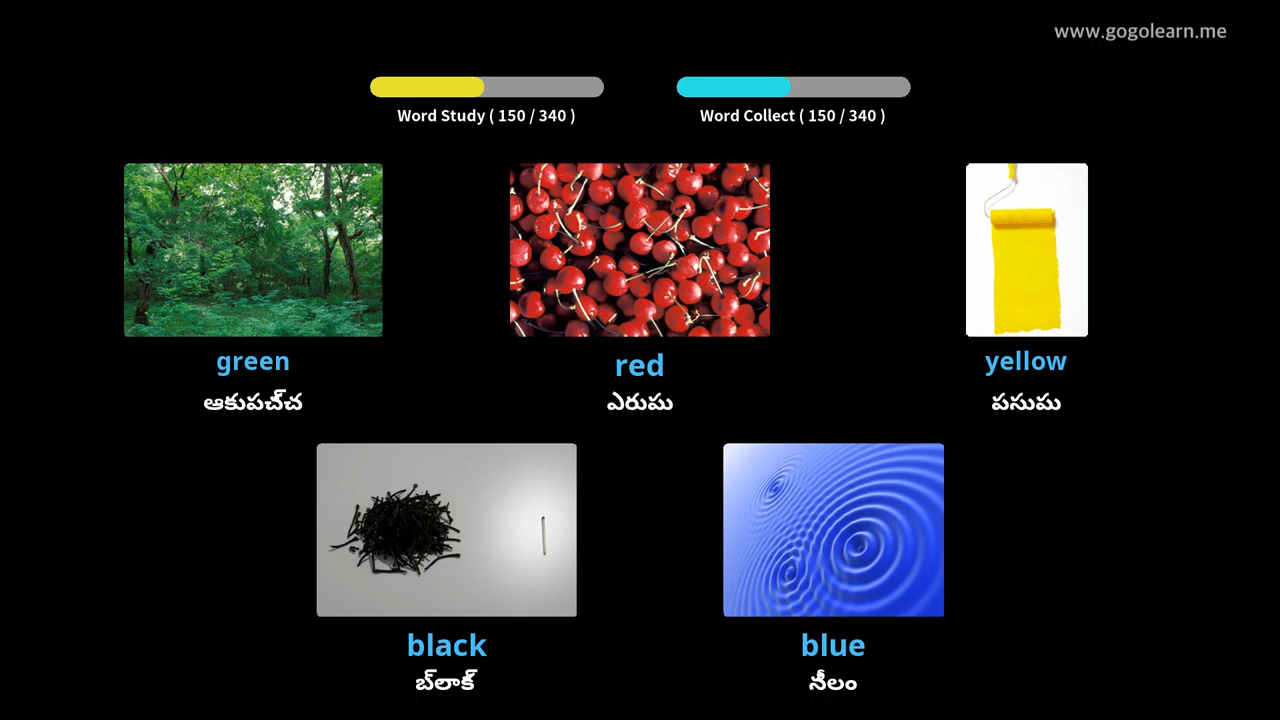 www.gogolearn.me
Word Study ( 150 / 340 )
Word Collect ( 150 / 340 )
green
ఆకుపచ్చ
red
ఎరుపు
yellow
పసుపు
black
బ్లాక్
blue
నీలం